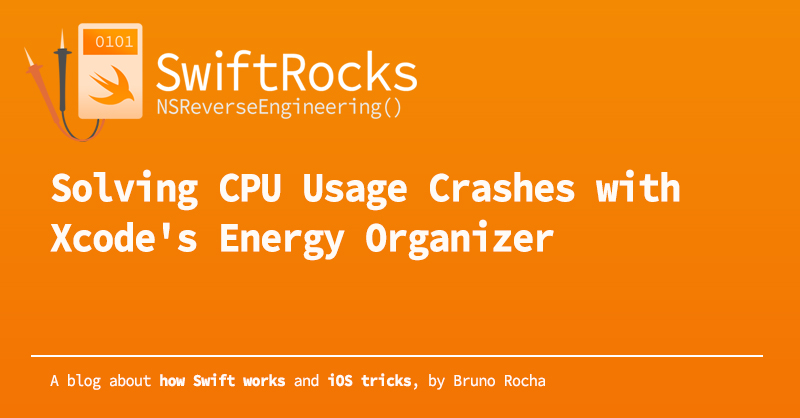 0101
SwiftRocks
NSReverseEngineering()
Solving CPU Usage Crashes with
Xcode's Energy Organizer
A blog about how Swift works and iOS tricks, by Bruno Rocha